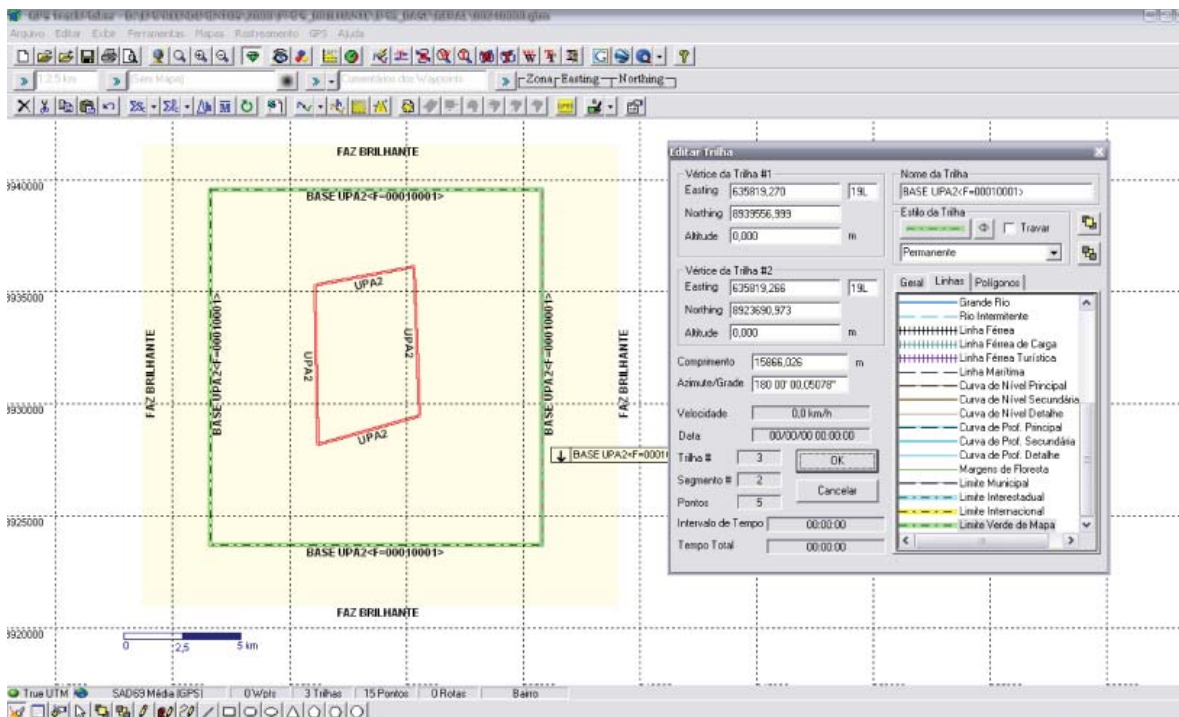 Arquivo Editar Exibir Ferramentas Mapas Rastreamento GPS Ajuda
(Sem Mapa)
Comentários dos Waypoints
Zona Easting Northing
FAZ BRILHANTE
9940000
BASE UPA2<F=00010001>
9935000
UPA2
UPA2
UPA2
UPA2
FAZ BRILHANTE
BASE UPA2<F=00010001>
BASE UPA2<F=00010001>
FAZ BRILHANTE
9930000
BASE UPA2<F=0001
9925000
BASE UPA2<F=00010001>
FAZ BRILHANTE
9920000
0 2,5 5 km
Editar Trilha
Vértice da Trilha #1
Easting 635819,270 19L
Northing 8939556,999
Altitude 0,000 m
Vértice da Trilha #2
Easting 635819,266 19L
Northing 8923690,973
Altitude 0,000 m
Comprimento 15866,026 m
Azimute/Grade 180 00' 00,05078"
Velocidade 0,0 km/h
Data 00/00/00 00:00:00
Trilha # 3
Segmento # 2
Pontos 5
OK
Cancelar
Intervalo de Tempo 00:00:00
Tempo Total 00:00:00
Nome da Trilha
BASE UPA2<F=00010001>
Estilo da Trilha
Travar
Permanente
Geral Linhas Polígonos
Grande Rio
Rio Intermitente
Linha Férrea
Linha Férrea de Carga
Linha Férrea Turística
Linha Marítima
Curva de Nível Principal
Curva de Nível Secundária
Curva de Nível Detalhe
Curva de Prof. Principal
Curva de Prof. Secundária
Curva de Prof. Detalhe
Margens de Floresta
Limite Municipal
Limite Interestadual
Limite Internacional
Limite Verde de Mapa
True UTM SAD69 Média (GPS) 0 Wpts 3 Trilhas 15 Pontos 0 Rotas Bairro